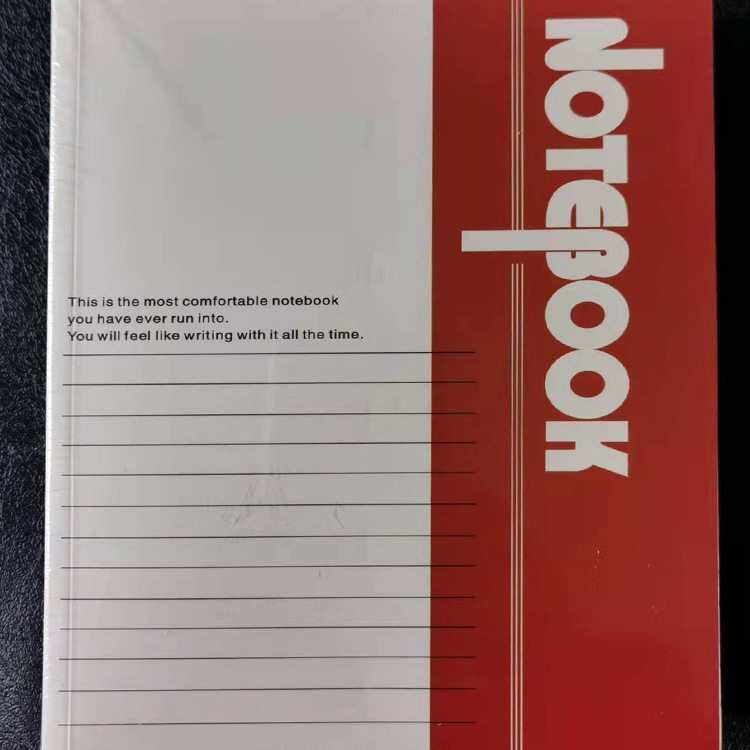 NOTEBOOK
This is the most comfortable notebook
you have ever run into.
You will feel like writing with it all the time.